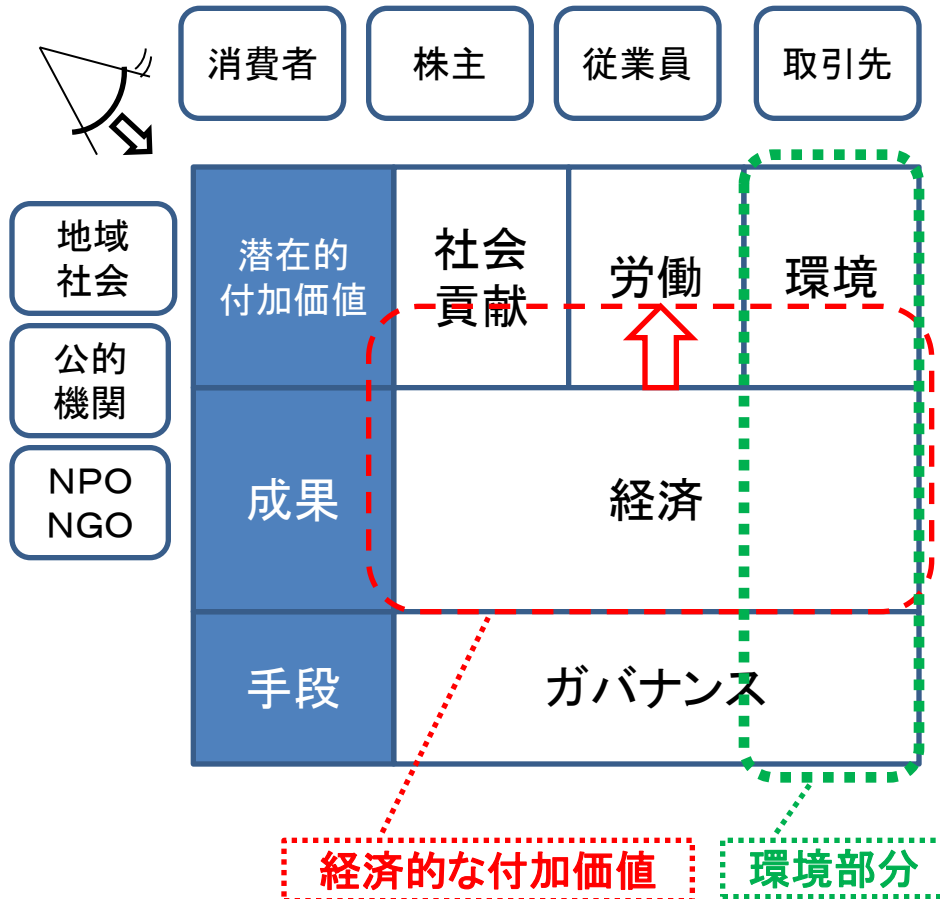 消費者
株主
従業員
取引先
地域
社会
公的
機関
NPO
NGO
潜在的
付加価値
社会
貢献
労働
環境
成果
経済
手段
ガバナンス
経済的な付加価値
環境部分